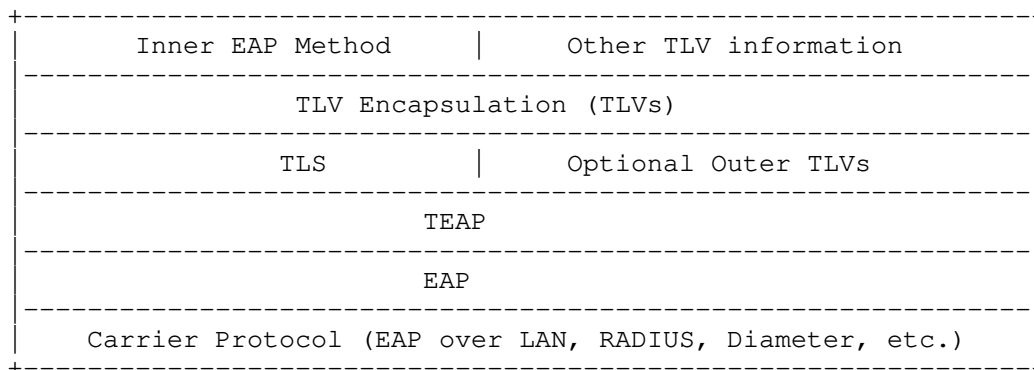 Inner EAP Method | Other TLV information
TLV Encapsulation (TLVs)
TLS | Optional Outer TLVs
TEAP
EAP
Carrier Protocol (EAP over LAN, RADIUS, Diameter, etc.)